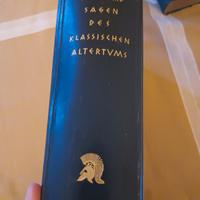 SAGEN
DES
KLASSISCHEN
ALTERTUMS